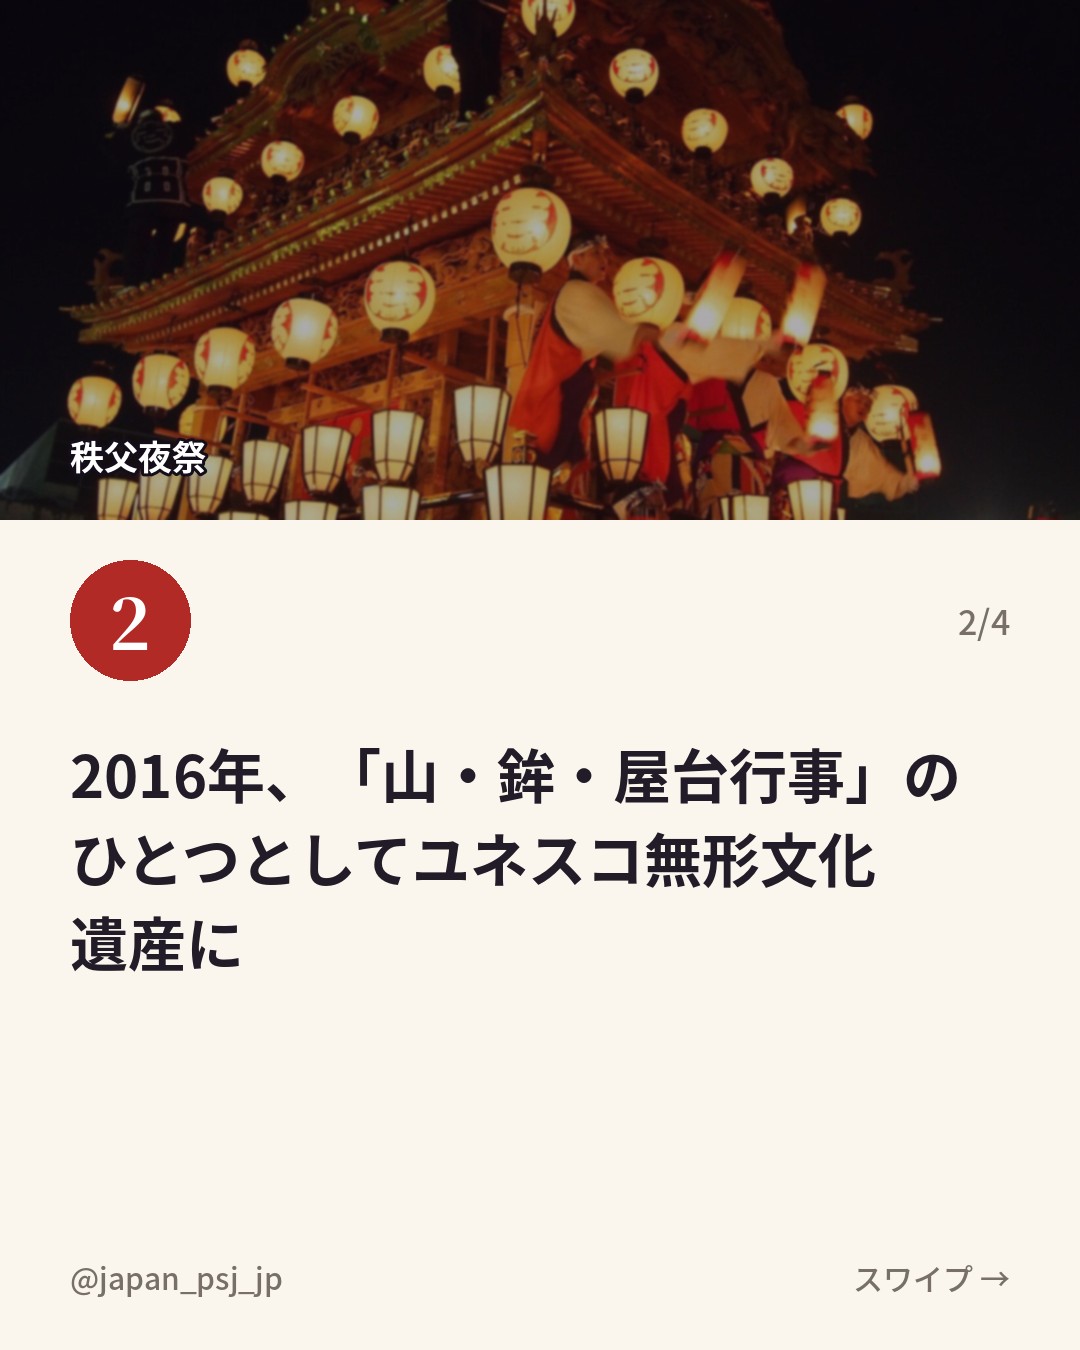 秩父夜祭
2
2/4
2016年、「山・鉾・屋台行事」の
ひとつとしてユネスコ無形文化
遺産に
@japan_psj_jp
スワイプ →